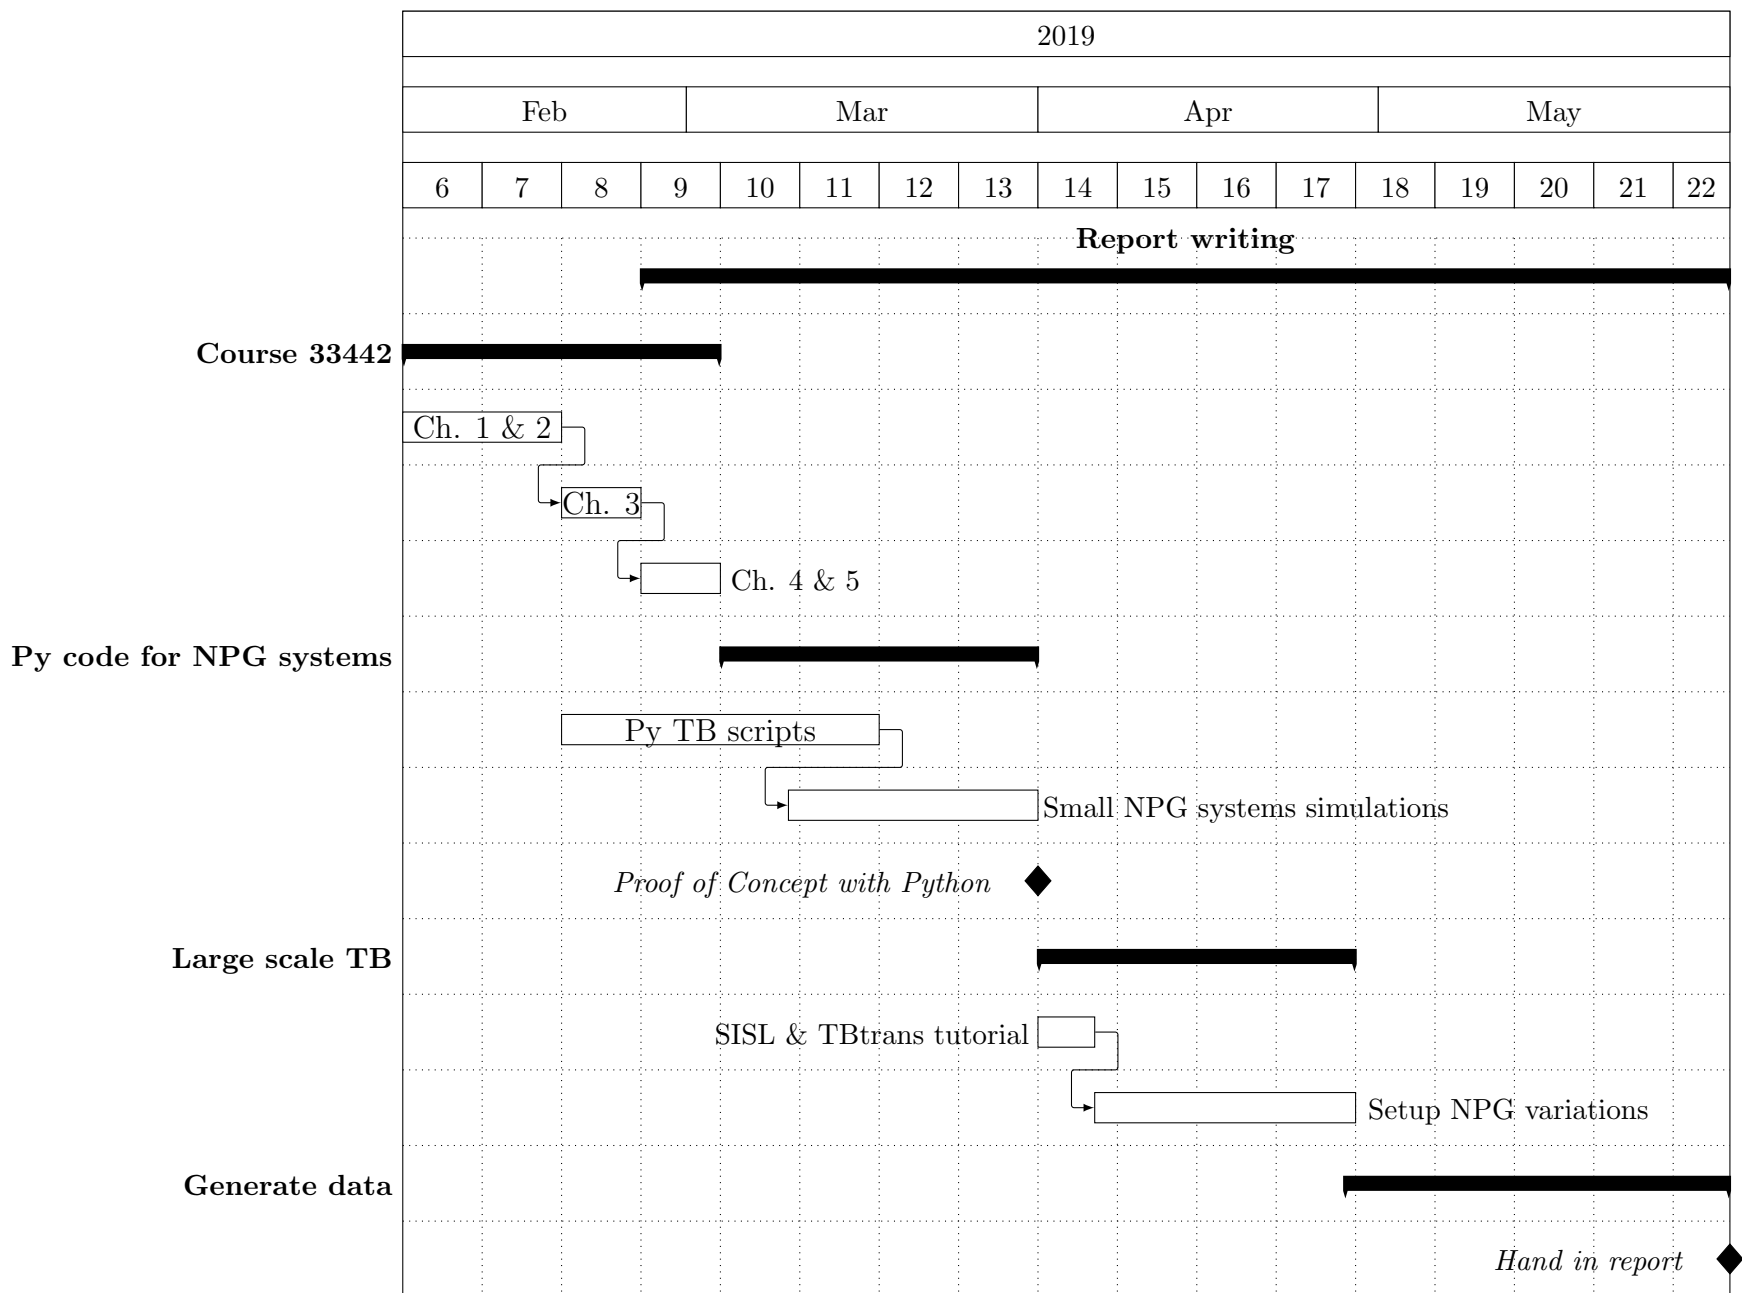 2019
Feb Mar Apr May
6 7 8 9 10 11 12 13 14 15 16 17 18 19 20 21 22
Report writing
Course 33442
Ch. 1 & 2
Ch. 3
Ch. 4 & 5
Py code for NPG systems
Py TB scripts
Small NPG systems simulations
Proof of Concept with Python
Large scale TB
SISL & TBtrans tutorial
Setup NPG variations
Generate data
Hand in report